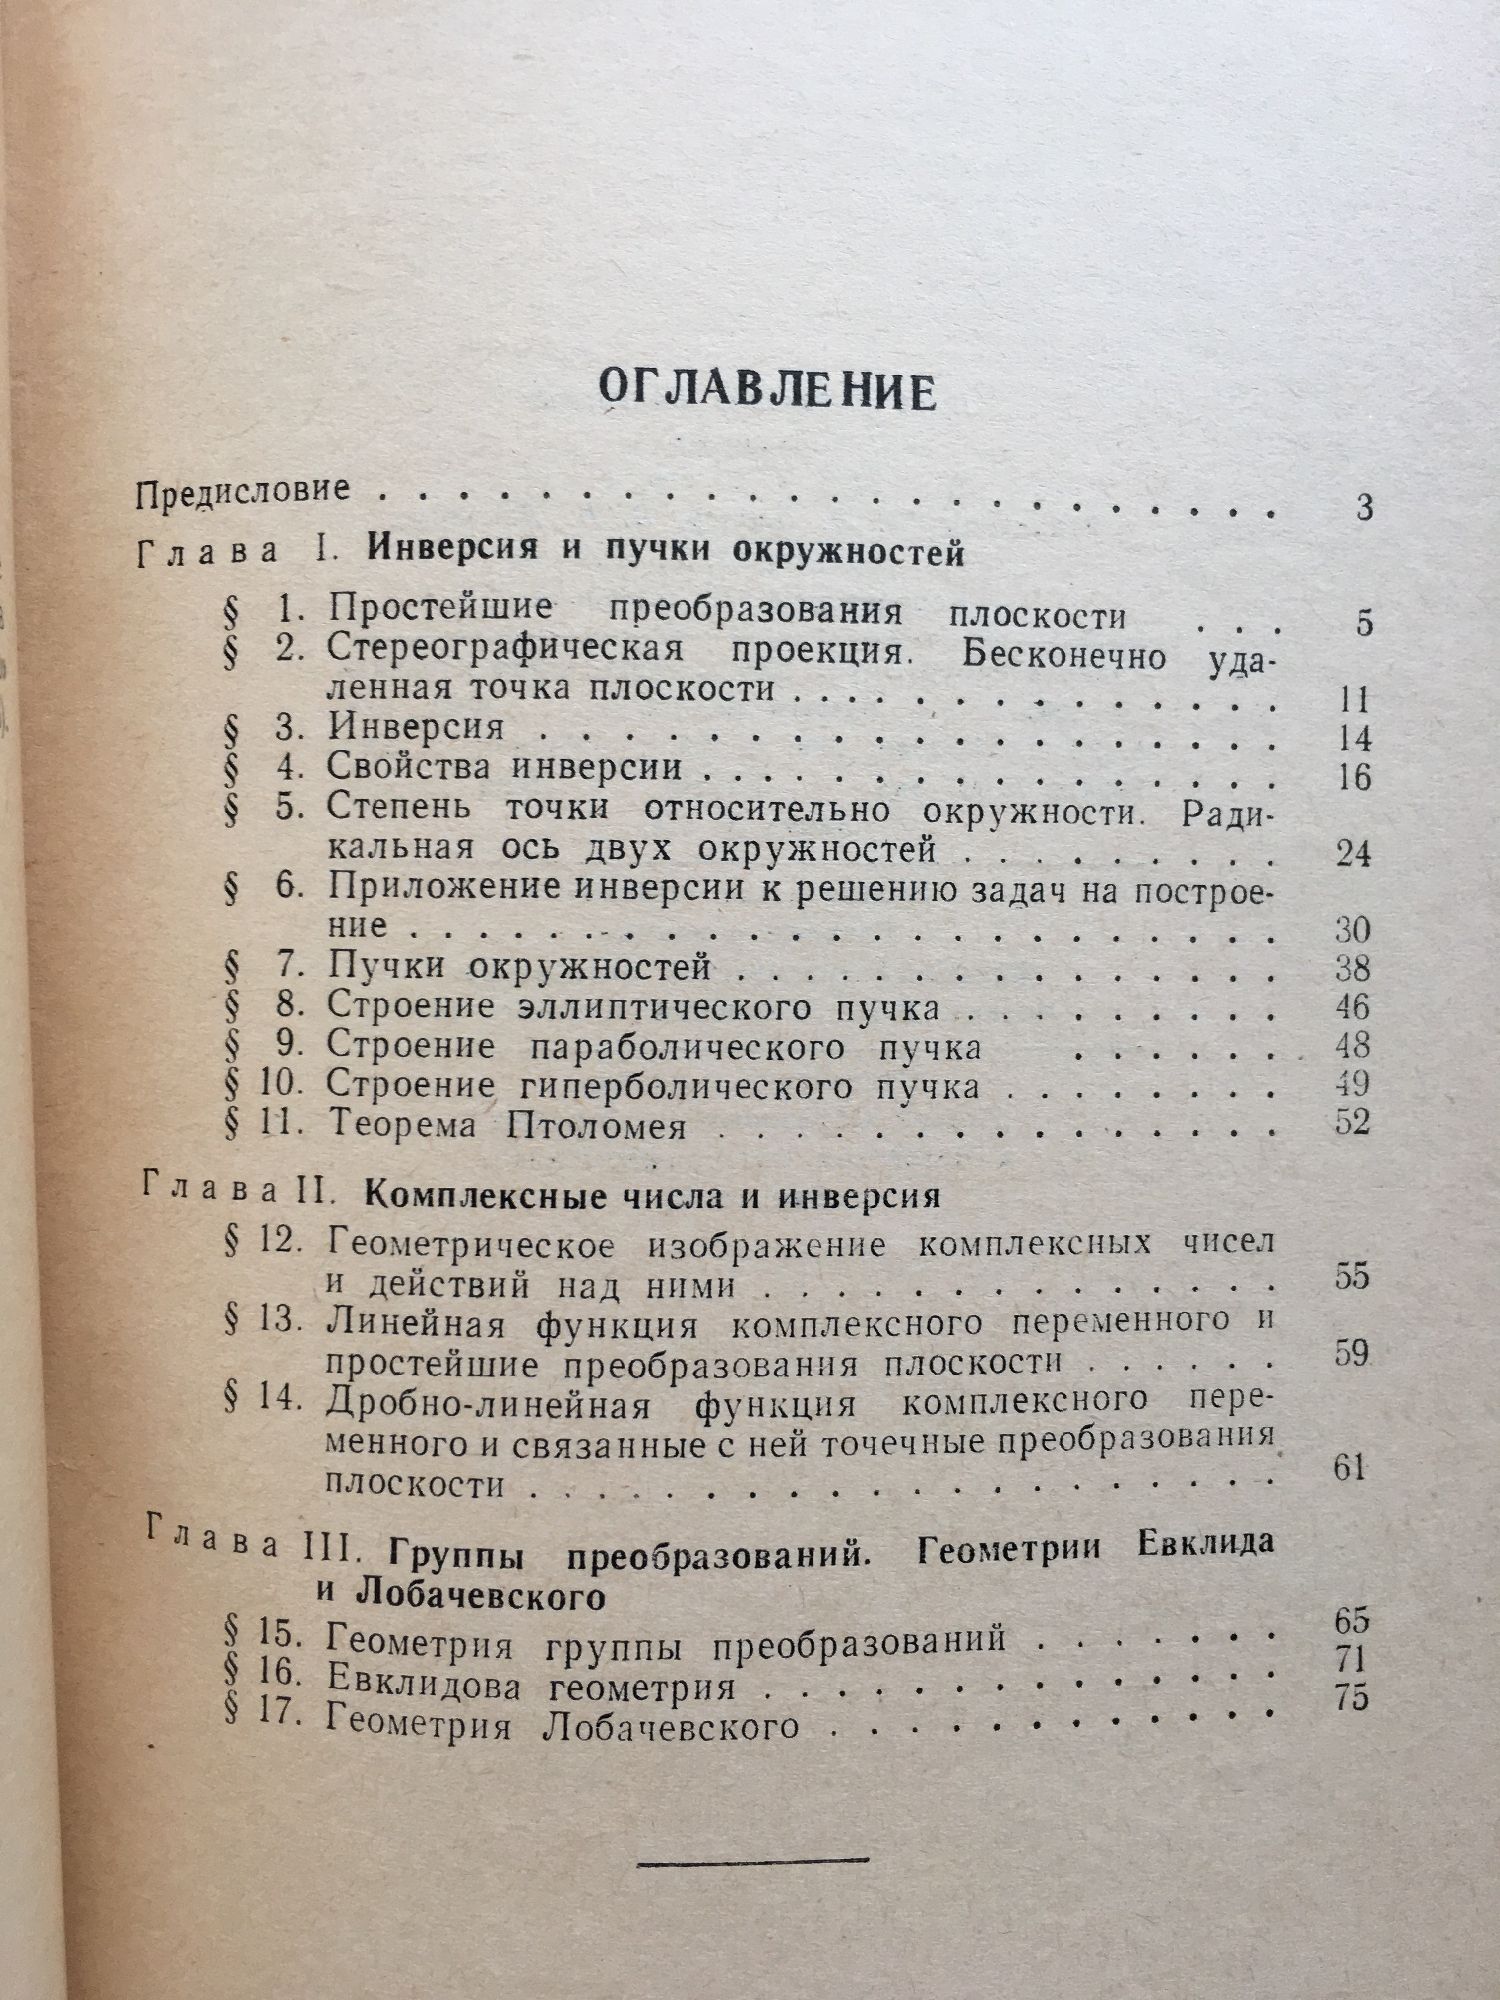 ОГЛАВЛЕНИЕ
Предисловие . . . . . . . . . . . . . . . . . . . . . . 3
Глава I. Инверсия и пучки окружностей
§ 1. Простейшие преобразования плоскости . . . 5
§ 2. Стереографическая проекция. Бесконечно уда-
ленная точка плоскости . . . . . . . . . . . . . . 11
§ 3. Инверсия . . . . . . . . . . . . . . . . . . . 14
§ 4. Свойства инверсии . . . . . . . . . . . . . . . 16
§ 5. Степень точки относительно окружности. Ради-
кальная ось двух окружностей . . . . . . . . . 24
§ 6. Приложение инверсии к решению задач на построе-
ние . . . . . . . . . . . . . . . . . . . . . . 30
§ 7. Пучки окружностей . . . . . . . . . . . . . . 38
§ 8. Строение эллиптического пучка . . . . . . . . . 46
§ 9. Строение параболического пучка . . . . . . 48
§ 10. Строение гиперболического пучка . . . . . . . . 49
§ 11. Теорема Птоломея . . . . . . . . . . . . . . . 52
Глава II. Комплексные числа и инверсия
§ 12. Геометрическое изображение комплексных чисел
и действий над ними . . . . . . . . . . . . . 55
§ 13. Линейная функция комплексного переменного и
простейшие преобразования плоскости . . . . . . 59
§ 14. Дробно-линейная функция комплексного пере-
менного и связанные с ней точечные преобразования
плоскости . . . . . . . . . . . . . . . . . . . 61
Глава III. Группы преобразований. Геометрии Евклида
и Лобачевского
§ 15. Геометрия группы преобразований . . . . . . . 65
§ 16. Евклидова геометрия . . . . . . . . . . . . . 71
§ 17. Геометрия Лобачевского . . . . . . . . . . . . 75